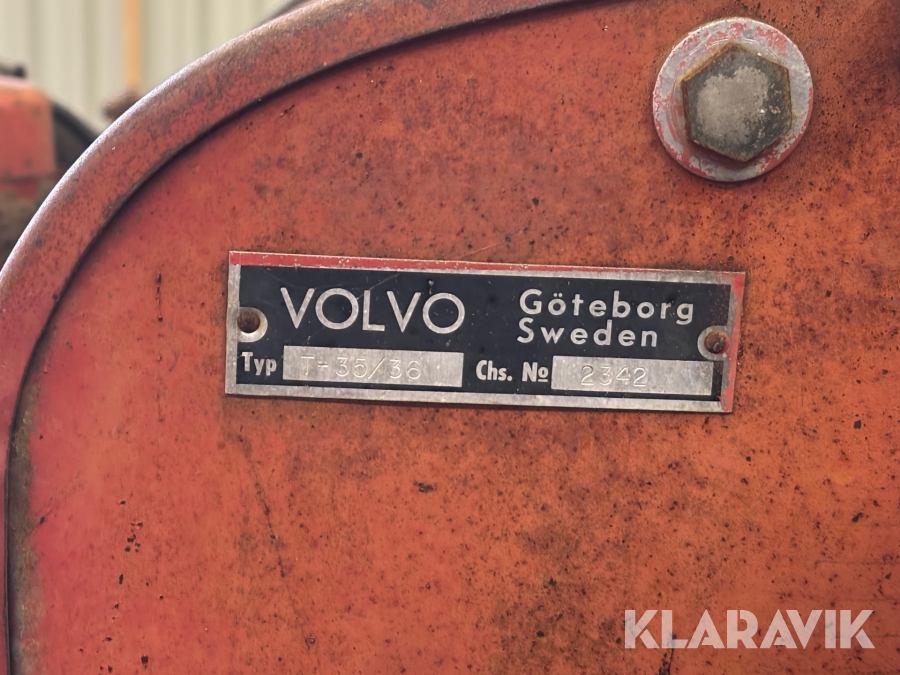 VOLVO
Göteborg
Sweden
Typ T-35/36 Chs. No 2342
KLARAVIK